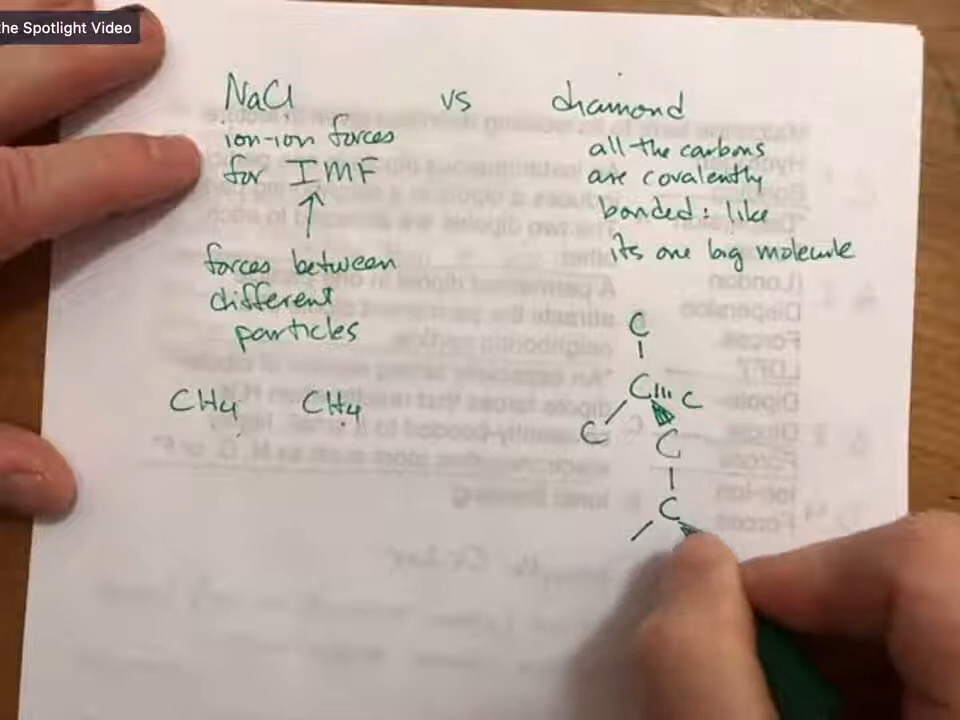 the Spotlight Video
NaCl vs diamond
ion-ion forces
for IMF
↑
forces between
different
particles
CH4 CH4
all the carbons
are covalently
bonded: like
its one big molecule
C
C C
C
C
C